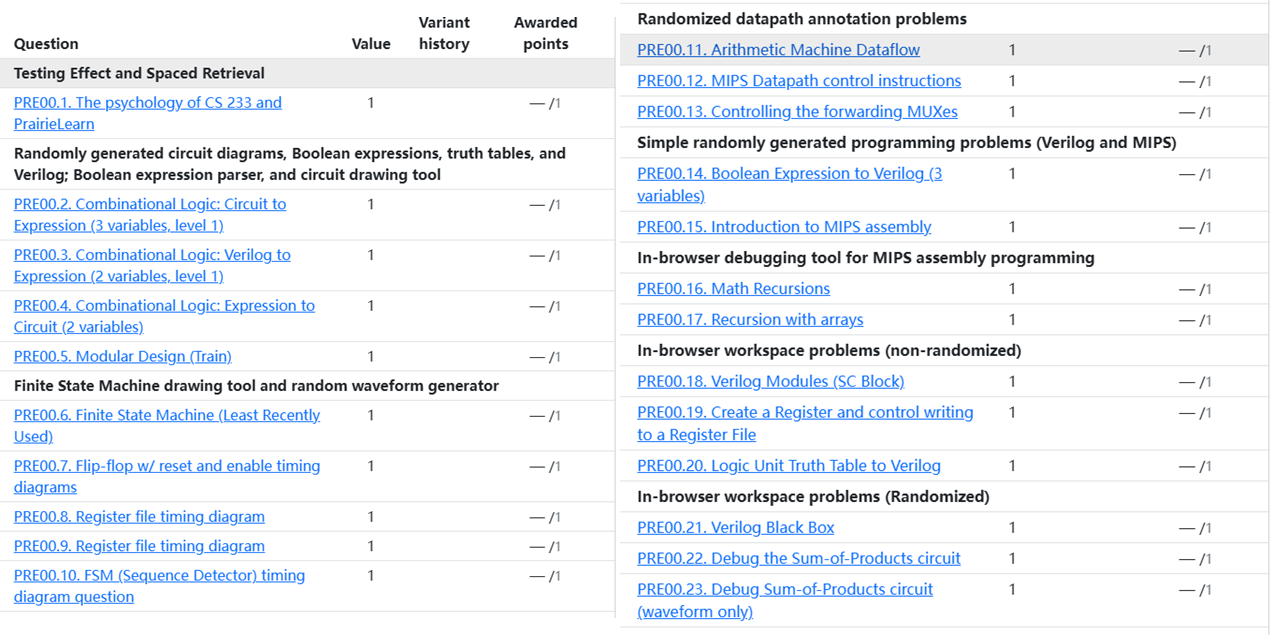 Question Value Variant history Awarded points
Testing Effect and Spaced Retrieval
PRE00.1. The psychology of CS 233 and 1 — /1
PrairieLearn
Randomly generated circuit diagrams, Boolean expressions, truth tables, and
Verilog; Boolean expression parser, and circuit drawing tool
PRE00.2. Combinational Logic: Circuit to 1 — /1
Expression (3 variables, level 1)
PRE00.3. Combinational Logic: Verilog to 1 — /1
Expression (2 variables, level 1)
PRE00.4. Combinational Logic: Expression to 1 — /1
Circuit (2 variables)
PRE00.5. Modular Design (Train) 1 — /1
Finite State Machine drawing tool and random waveform generator
PRE00.6. Finite State Machine (Least Recently 1 — /1
Used)
PRE00.7. Flip-flop w/ reset and enable timing 1 — /1
diagrams
PRE00.8. Register file timing diagram 1 — /1
PRE00.9. Register file timing diagram 1 — /1
PRE00.10. FSM (Sequence Detector) timing 1 — /1
diagram question
Randomized datapath annotation problems
PRE00.11. Arithmetic Machine Dataflow 1 — /1
PRE00.12. MIPS Datapath control instructions 1 — /1
PRE00.13. Controlling the forwarding MUXes 1 — /1
Simple randomly generated programming problems (Verilog and MIPS)
PRE00.14. Boolean Expression to Verilog (3 1 — /1
variables)
PRE00.15. Introduction to MIPS assembly 1 — /1
In-browser debugging tool for MIPS assembly programming
PRE00.16. Math Recursions 1 — /1
PRE00.17. Recursion with arrays 1 — /1
In-browser workspace problems (non-randomized)
PRE00.18. Verilog Modules (SC Block) 1 — /1
PRE00.19. Create a Register and control writing 1 — /1
to a Register File
PRE00.20. Logic Unit Truth Table to Verilog 1 — /1
In-browser workspace problems (Randomized)
PRE00.21. Verilog Black Box 1 — /1
PRE00.22. Debug the Sum-of-Products circuit 1 — /1
PRE00.23. Debug Sum-of-Products circuit 1 — /1
(waveform only)